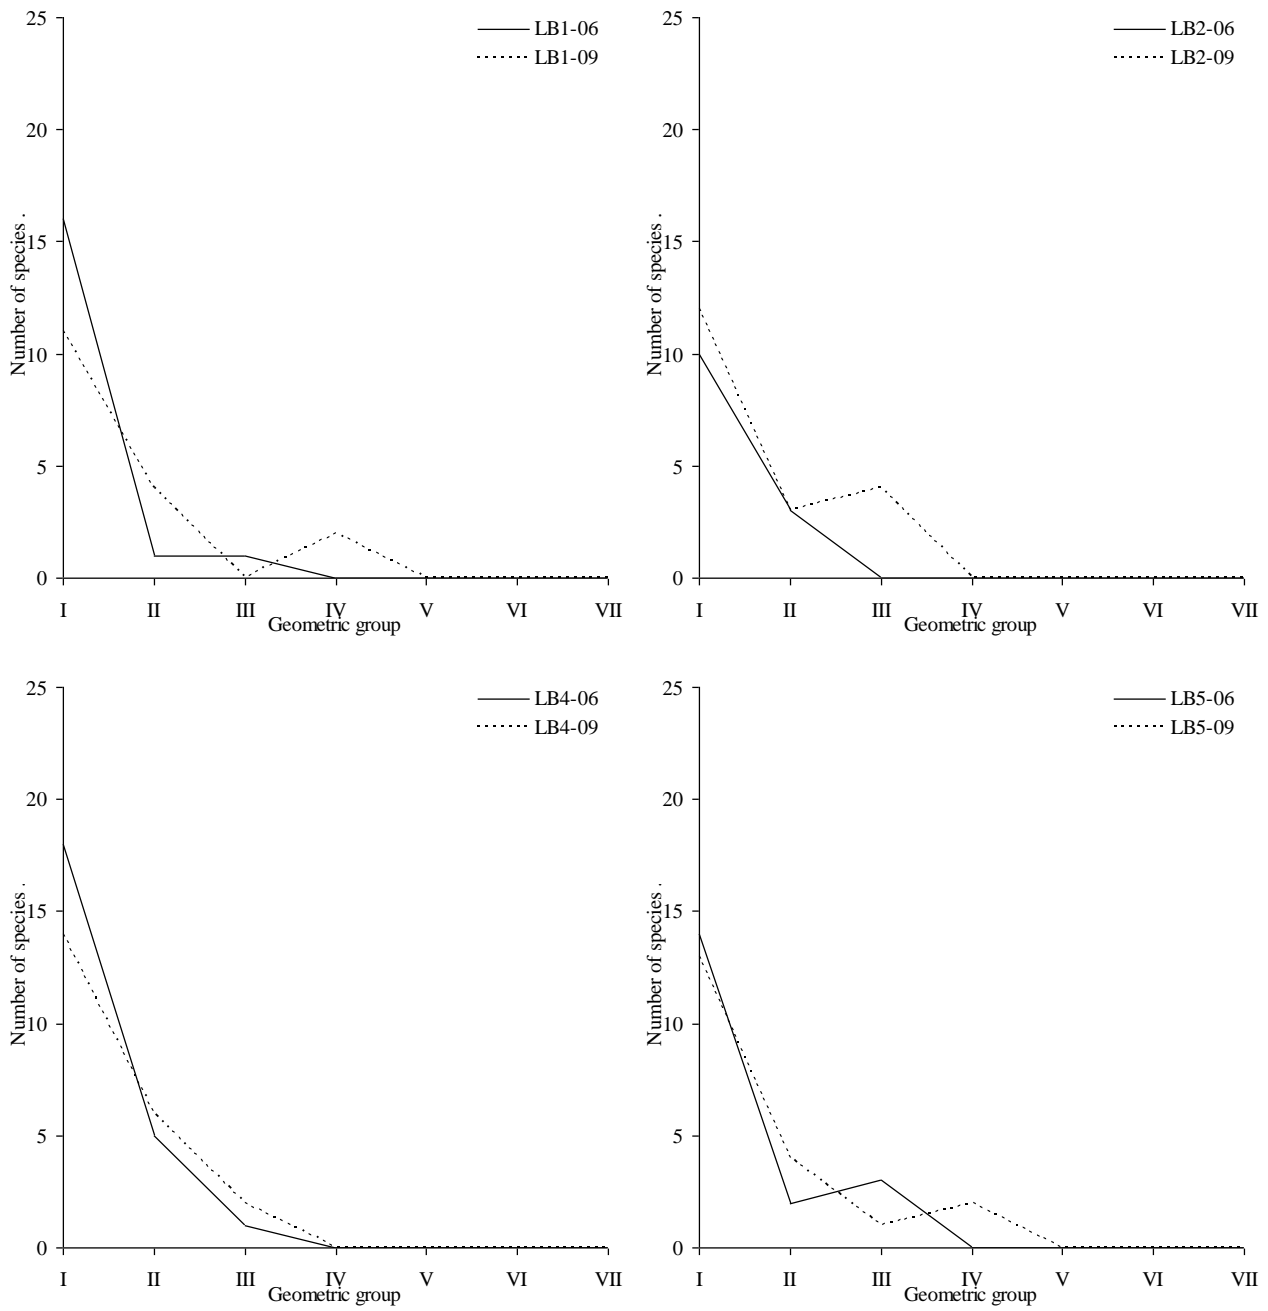 25
20
15
10
5
0
Number of species .
LB1-06
LB1-09
I II III IV V VI VII
Geometric group
25
20
15
10
5
0
Number of species .
LB2-06
LB2-09
I II III IV V VI VII
Geometric group
25
20
15
10
5
0
Number of species .
LB4-06
LB4-09
I II III IV V VI VII
Geometric group
25
20
15
10
5
0
Number of species .
LB5-06
LB5-09
I II III IV V VI VII
Geometric group